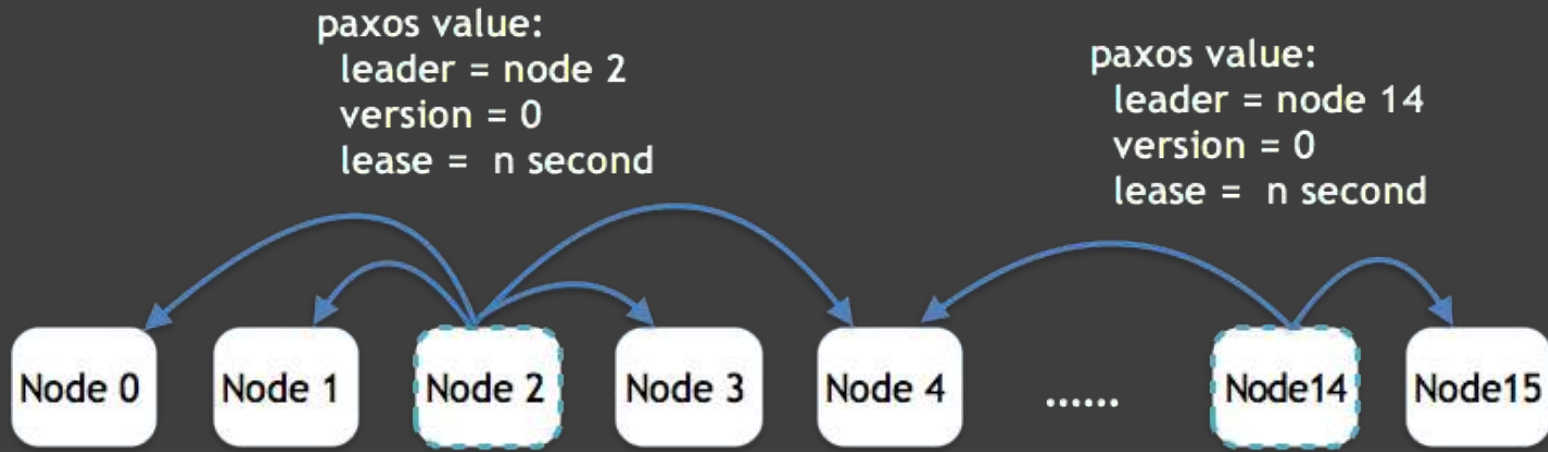 paxos value:
leader = node 2
version = 0
lease = n second
paxos value:
leader = node 14
version = 0
lease = n second
Node 0
Node 1
Node 2
Node 3
Node 4
......
Node14
Node15